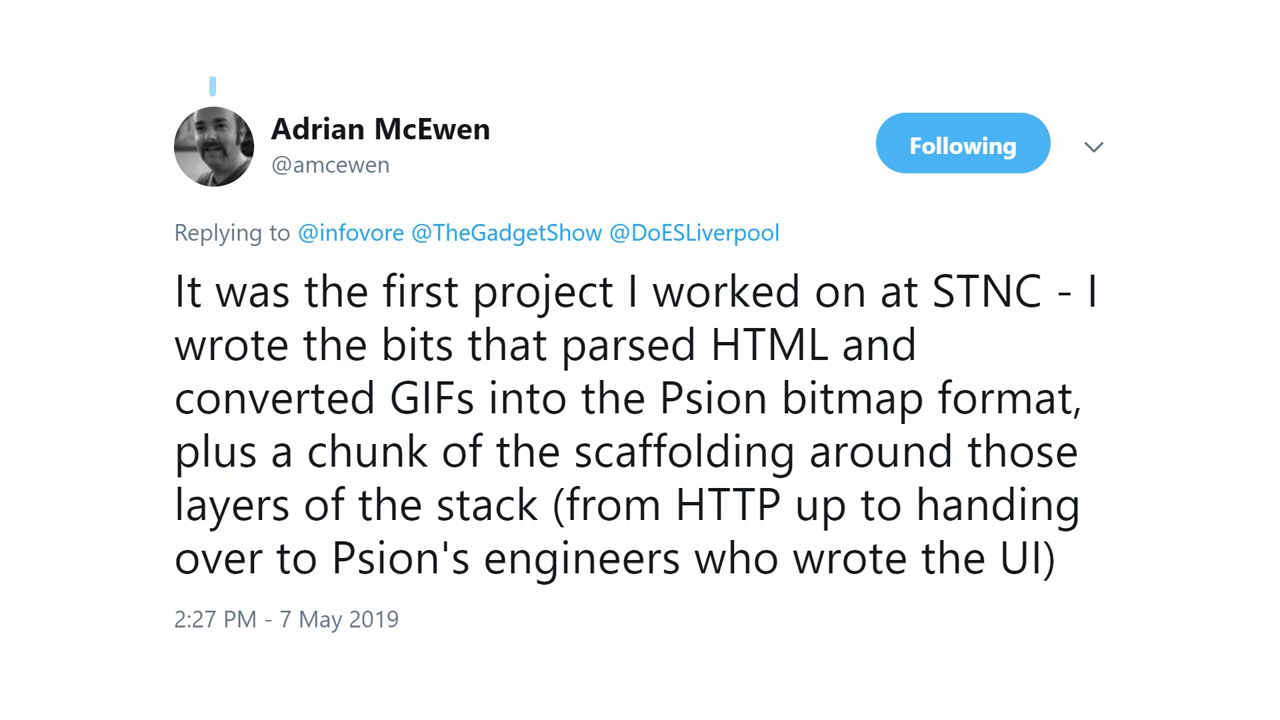 Adrian McEwen
@amcewen
Following
Replying to @infovore @TheGadgetShow @DoESLiverpool
It was the first project I worked on at STNC - I
wrote the bits that parsed HTML and
converted GIFs into the Psion bitmap format,
plus a chunk of the scaffolding around those
layers of the stack (from HTTP up to handing
over to Psion's engineers who wrote the UI)
2:27 PM - 7 May 2019